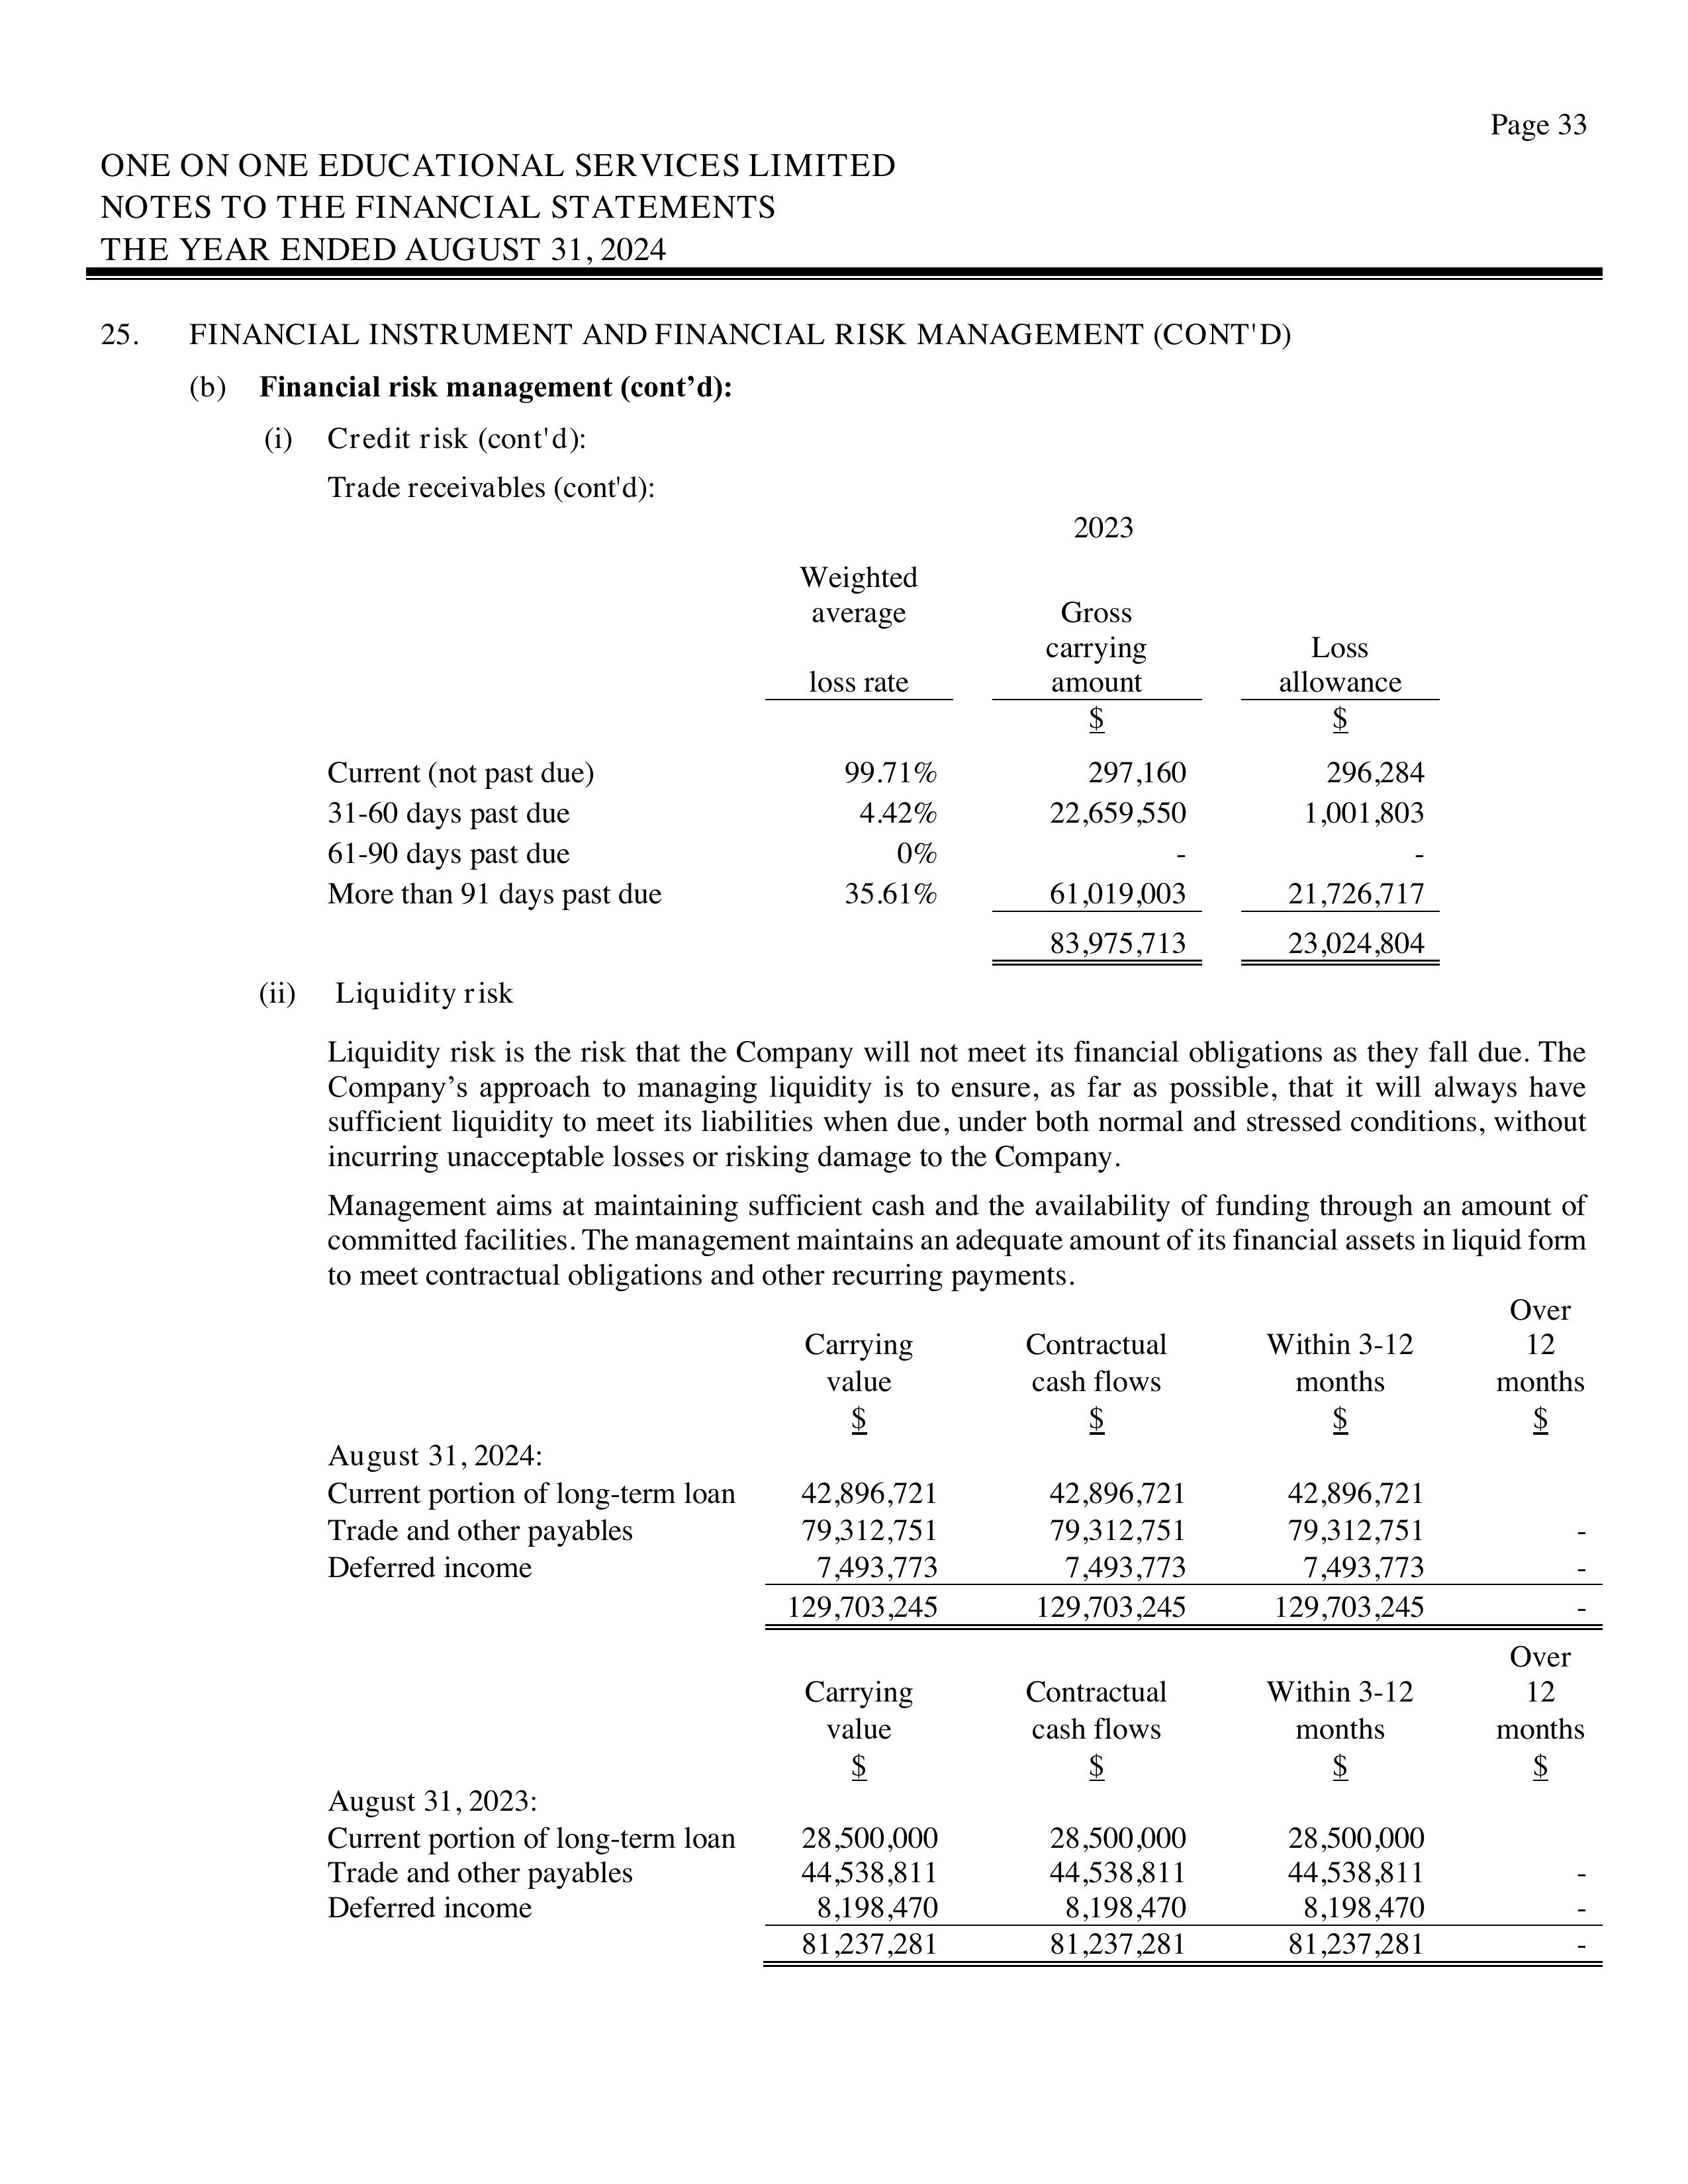 Page 33
ONE ON ONE EDUCATIONAL SERVICES LIMITED
NOTES TO THE FINANCIAL STATEMENTS
THE YEAR ENDED AUGUST 31, 2024
25. FINANCIAL INSTRUMENT AND FINANCIAL RISK MANAGEMENT (CONT'D)
(b) Financial risk management (cont’d):
(i) Credit risk (cont'd):
Trade receivables (cont'd):
2023
Weighted
average Gross
carrying Loss
loss rate amount allowance
$ $
Current (not past due) 99.71% 297,160 296,284
31-60 days past due 4.42% 22,659,550 1,001,803
61-90 days past due 0% - -
More than 91 days past due 35.61% 61,019,003 21,726,717
83,975,713 23,024,804
(ii) Liquidity risk
Liquidity risk is the risk that the Company will not meet its financial obligations as they fall due. The
Company’s approach to managing liquidity is to ensure, as far as possible, that it will always have
sufficient liquidity to meet its liabilities when due, under both normal and stressed conditions, without
incurring unacceptable losses or risking damage to the Company.
Management aims at maintaining sufficient cash and the availability of funding through an amount of
committed facilities. The management maintains an adequate amount of its financial assets in liquid form
to meet contractual obligations and other recurring payments.
Over
Carrying Contractual Within 3-12 12
value cash flows months months
$ $ $ $
August 31, 2024:
Current portion of long-term loan 42,896,721 42,896,721 42,896,721
Trade and other payables 79,312,751 79,312,751 79,312,751 -
Deferred income 7,493,773 7,493,773 7,493,773 -
129,703,245 129,703,245 129,703,245 -
Over
Carrying Contractual Within 3-12 12
value cash flows months months
$ $ $ $
August 31, 2023:
Current portion of long-term loan 28,500,000 28,500,000 28,500,000
Trade and other payables 44,538,811 44,538,811 44,538,811 -
Deferred income 8,198,470 8,198,470 8,198,470 -
81,237,281 81,237,281 81,237,281 -